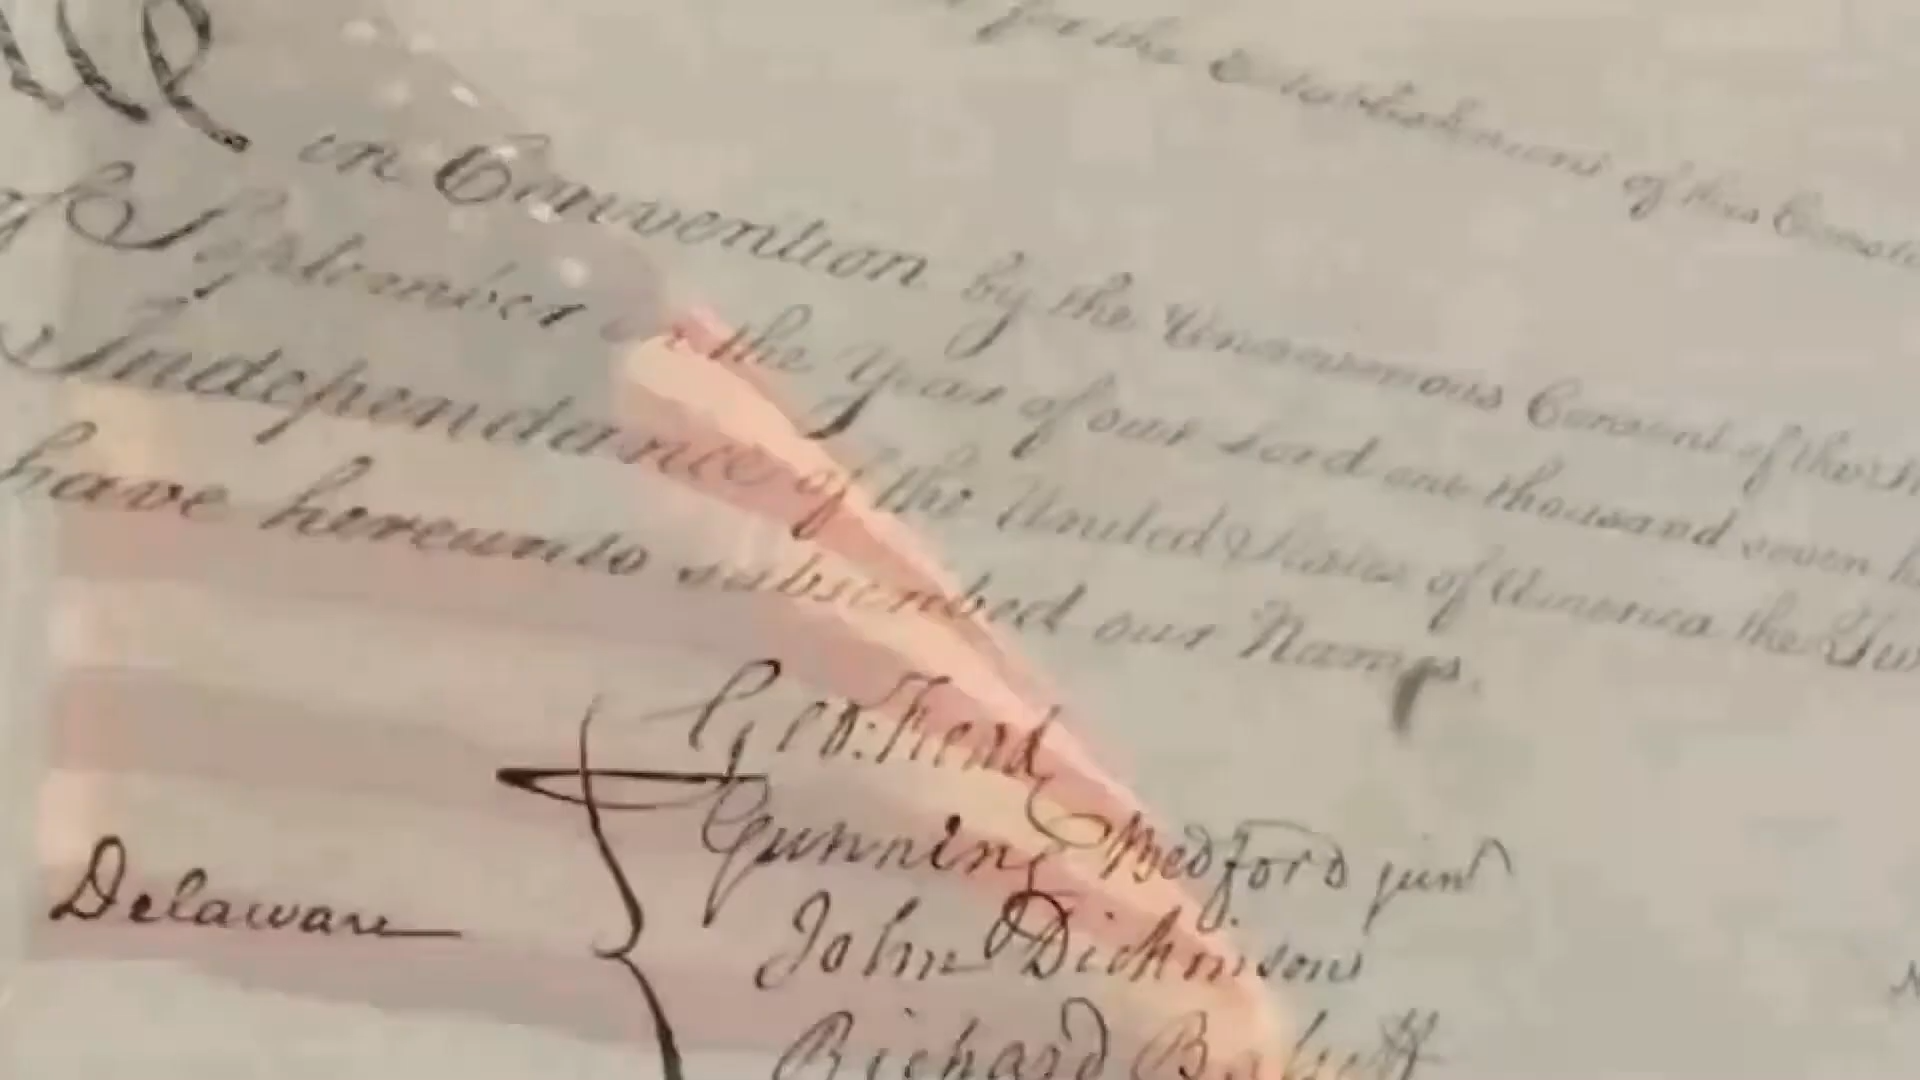 for the Establishment of this Const
in Convention by the Unanimous Consent of the
of September in the Year of our Lord one thousand seven h
Independance of the United States of America the Tw
have hereunto subscribed our Names.
Geo: Read
Gunning Bedford jun
Delaware
John Dickinson
Richard Bassett